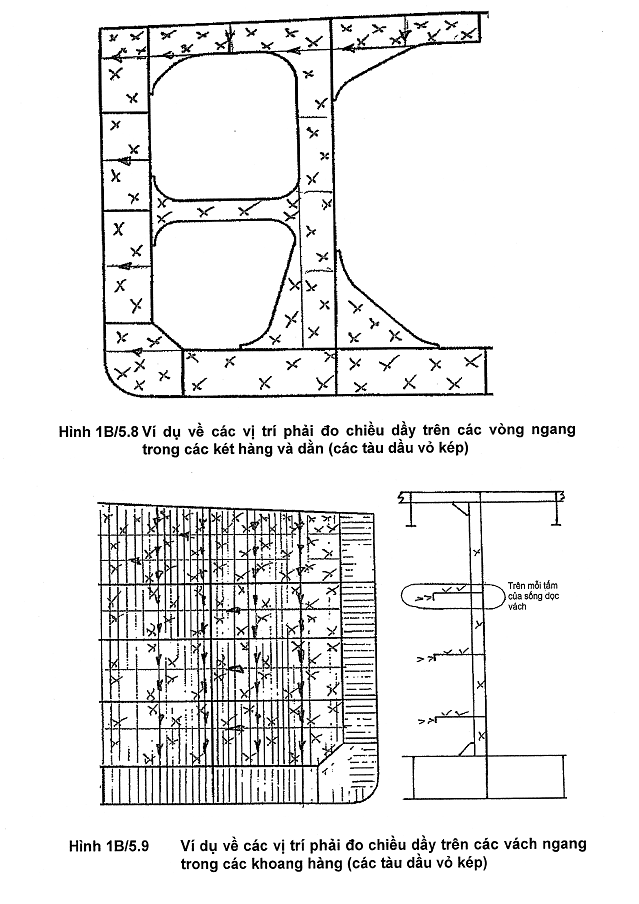 Hình 1B/5.8 Ví dụ về các vị trí phải đo chiều dầy trên các vòng ngang
trong các két hàng và dằn (các tàu dầu vỏ kép)
Trên mỗi tấm
của sống dọc
vách
Hình 1B/5.9 Ví dụ về các vị trí phải đo chiều dầy trên các vách ngang
trong các khoang hàng (các tàu dầu vỏ kép)